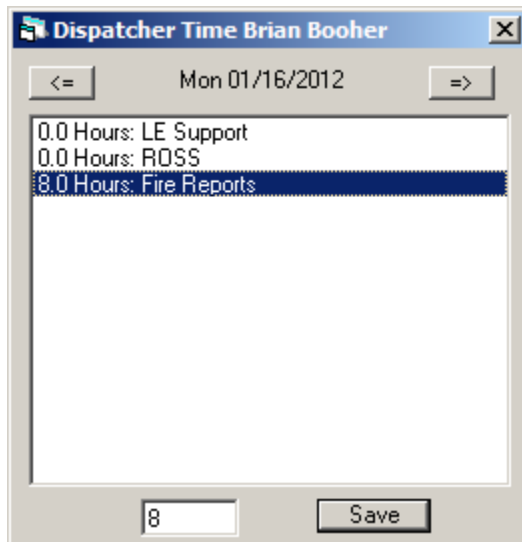 Dispatcher Time Brian Booher
<= Mon 01/16/2012 =>
0.0 Hours: LE Support
0.0 Hours: ROSS
8.0 Hours: Fire Reports
8 Save